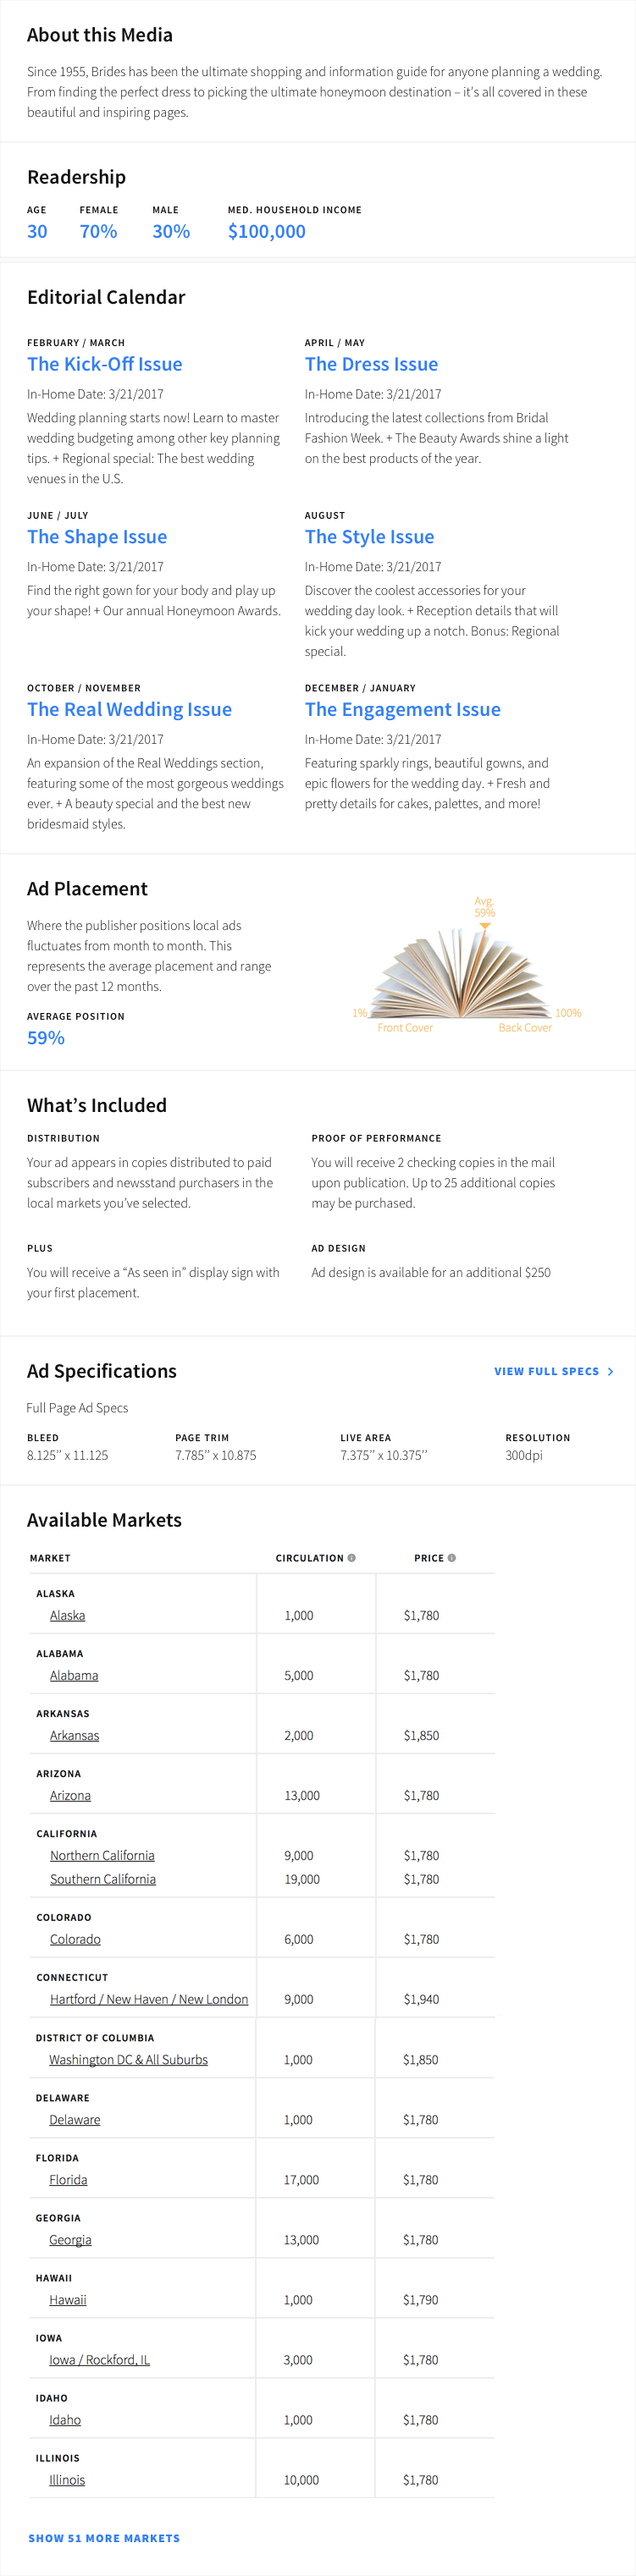 About this Media
Since 1955, Brides has been the ultimate shopping and information guide for anyone planning a wedding.
From finding the perfect dress to picking the ultimate honeymoon destination – it's all covered in these
beautiful and inspiring pages.
Readership
AGE FEMALE MALE MED. HOUSEHOLD INCOME
30 70% 30% $100,000
Editorial Calendar
FEBRUARY / MARCH
The Kick-Off Issue
In-Home Date: 3/21/2017
Wedding planning starts now! Learn to master
wedding budgeting among other key planning
tips. + Regional special: The best wedding
venues in the U.S.
APRIL / MAY
The Dress Issue
In-Home Date: 3/21/2017
Introducing the latest collections from Bridal
Fashion Week. + The Beauty Awards shine a light
on the best products of the year.
JUNE / JULY
The Shape Issue
In-Home Date: 3/21/2017
Find the right gown for your body and play up
your shape! + Our annual Honeymoon Awards.
AUGUST
The Style Issue
In-Home Date: 3/21/2017
Discover the coolest accessories for your
wedding day look. + Reception details that will
kick your wedding up a notch. Bonus: Regional
special.
OCTOBER / NOVEMBER
The Real Wedding Issue
In-Home Date: 3/21/2017
An expansion of the Real Weddings section,
featuring some of the most gorgeous weddings
ever. + A beauty special and the best new
bridesmaid styles.
DECEMBER / JANUARY
The Engagement Issue
In-Home Date: 3/21/2017
Featuring sparkly rings, beautiful gowns, and
epic flowers for the wedding day. + Fresh and
pretty details for cakes, palettes, and more!
Ad Placement
Where the publisher positions local ads
fluctuates from month to month. This
represents the average placement and range
over the past 12 months.
AVERAGE POSITION
59%
Avg.
59%
1% 100%
Front Cover Back Cover
What's Included
DISTRIBUTION
Your ad appears in copies distributed to paid
subscribers and newsstand purchasers in the
local markets you've selected.
PROOF OF PERFORMANCE
You will receive 2 checking copies in the mail
upon publication. Up to 25 additional copies
may be purchased.
PLUS
You will receive a "As seen in" display sign with
your first placement.
AD DESIGN
Ad design is available for an additional $250
Ad Specifications
VIEW FULL SPECS >
Full Page Ad Specs
BLEED PAGE TRIM LIVE AREA RESOLUTION
8.125'' x 11.125 7.785'' x 10.875 7.375'' x 10.375'' 300dpi
Available Markets
MARKET CIRCULATION PRICE
ALASKA
Alaska 1,000 $1,780
ALABAMA
Alabama 5,000 $1,780
ARKANSAS
Arkansas 2,000 $1,850
ARIZONA
Arizona 13,000 $1,780
CALIFORNIA
Northern California 9,000 $1,780
Southern California 19,000 $1,780
COLORADO
Colorado 6,000 $1,780
CONNECTICUT
Hartford / New Haven / New London 9,000 $1,940
DISTRICT OF COLUMBIA
Washington DC & All Suburbs 1,000 $1,850
DELAWARE
Delaware 1,000 $1,780
FLORIDA
Florida 17,000 $1,780
GEORGIA
Georgia 13,000 $1,780
HAWAII
Hawaii 1,000 $1,790
IOWA
Iowa / Rockford, IL 3,000 $1,780
IDAHO
Idaho 1,000 $1,780
ILLINOIS
Illinois 10,000 $1,780
SHOW 51 MORE MARKETS